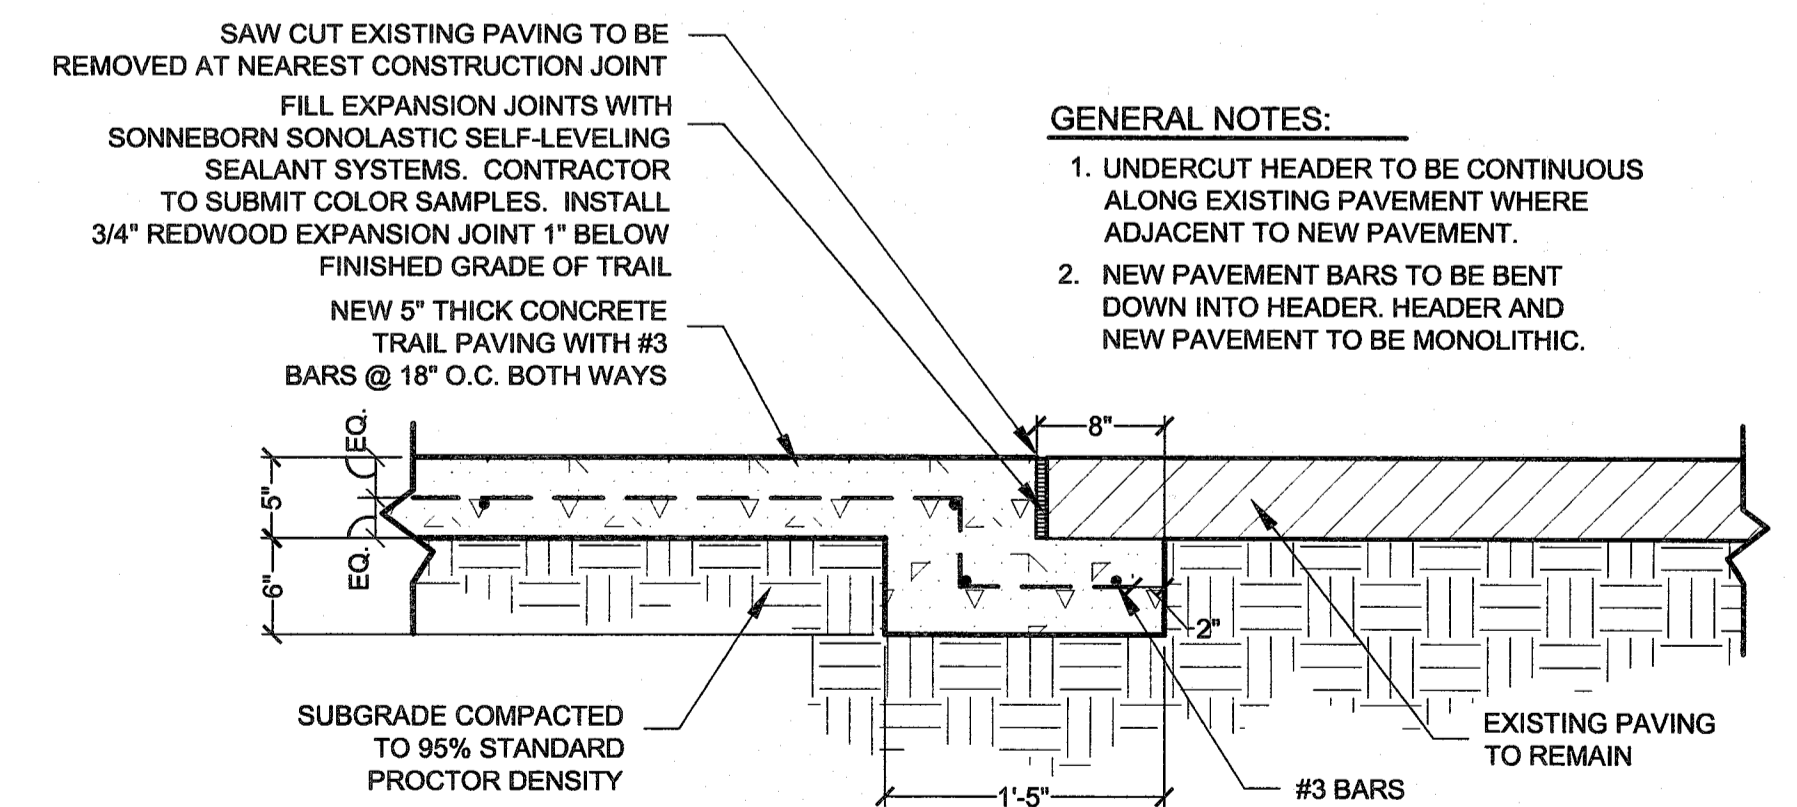 SAW CUT EXISTING PAVING TO BE
REMOVED AT NEAREST CONSTRUCTION JOINT
FILL EXPANSION JOINTS WITH
SONNEBORN SONOLASTIC SELF-LEVELING
SEALANT SYSTEMS. CONTRACTOR
TO SUBMIT COLOR SAMPLES. INSTALL
3/4" REDWOOD EXPANSION JOINT 1" BELOW
FINISHED GRADE OF TRAIL
NEW 5" THICK CONCRETE
TRAIL PAVING WITH #3
BARS @ 18" O.C. BOTH WAYS
GENERAL NOTES:
1. UNDERCUT HEADER TO BE CONTINUOUS
ALONG EXISTING PAVEMENT WHERE
ADJACENT TO NEW PAVEMENT.
2. NEW PAVEMENT BARS TO BE BENT
DOWN INTO HEADER. HEADER AND
NEW PAVEMENT TO BE MONOLITHIC.
EQ.
8"
5"
EQ.
6"
2"
SUBGRADE COMPACTED
TO 95% STANDARD
PROCTOR DENSITY
EXISTING PAVING
TO REMAIN
1'-5"
#3 BARS